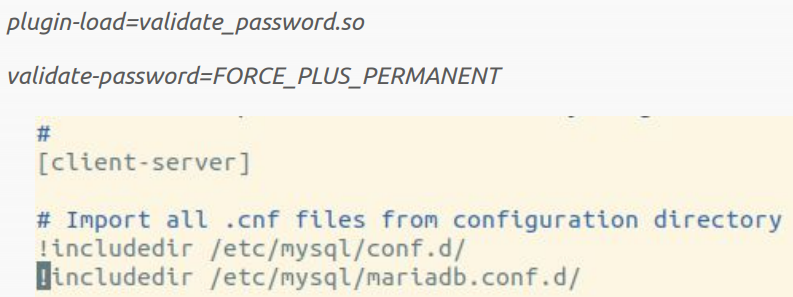 plugin-load=validate_password.so
validate-password=FORCE_PLUS_PERMANENT
#
[client-server]
# Import all .cnf files from configuration directory
!includedir /etc/mysql/conf.d/
!includedir /etc/mysql/mariadb.conf.d/